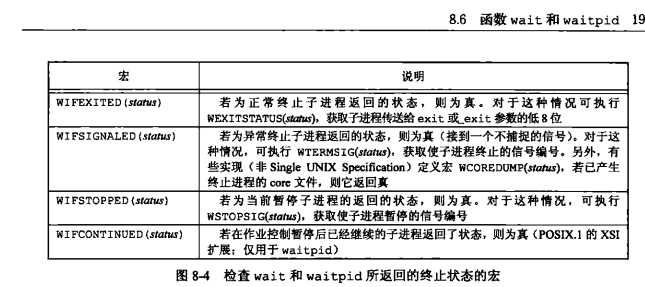 8.6 函数 wait 和 waitpid 19
宏 说明
WIFEXITED(status) 若为正常终止子进程返回的状态，则为真。对于这种情况可执行
WEXITSTATUS(status)，获取子进程传送给 exit 或_exit 参数的低 8 位
WIFSIGNALED(status) 若为异常终止子进程返回的状态，则为真（接到一个不捕捉的信号）。对于这
种情况，可执行 WTERMSIG(status)，获取使子进程终止的信号编号。另外，有
些实现（非 Single UNIX Specification）定义宏 WCOREDUMP(status)，若已产生
终止进程的 core 文件，则它返回真
WIFSTOPPED(status) 若为当前暂停子进程的返回的状态，则为真。对于这种情况，可执行
WSTOPSIG(status)，获取使子进程暂停的信号编号
WIFCONTINUED(status) 若在作业控制暂停后已经继续的子进程返回了状态，则为真（POSIX.1 的 XSI
扩展；仅用于 waitpid）
图 8-4 检查 wait 和 waitpid 所返回的终止状态的宏